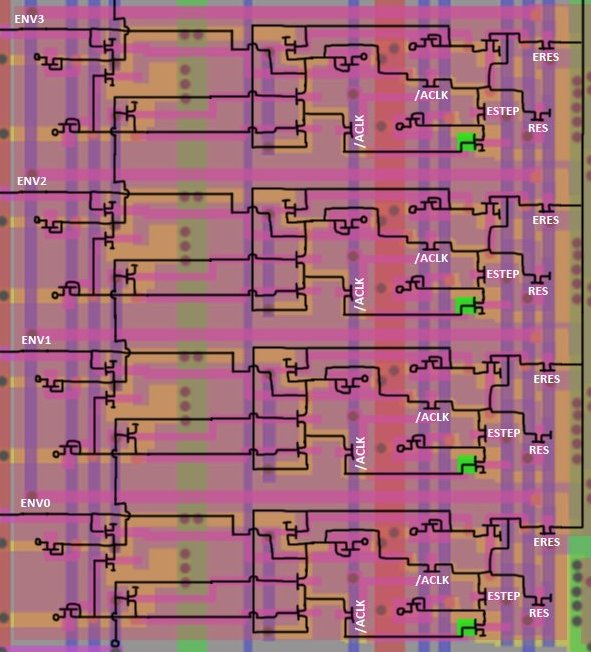 ENV3
ERES
/ACLK
ESTEP
/ACLK
RES
ENV2
ERES
/ACLK
ESTEP
/ACLK
RES
ENV1
ERES
/ACLK
ESTEP
/ACLK
RES
ENV0
ERES
/ACLK
ESTEP
/ACLK
RES